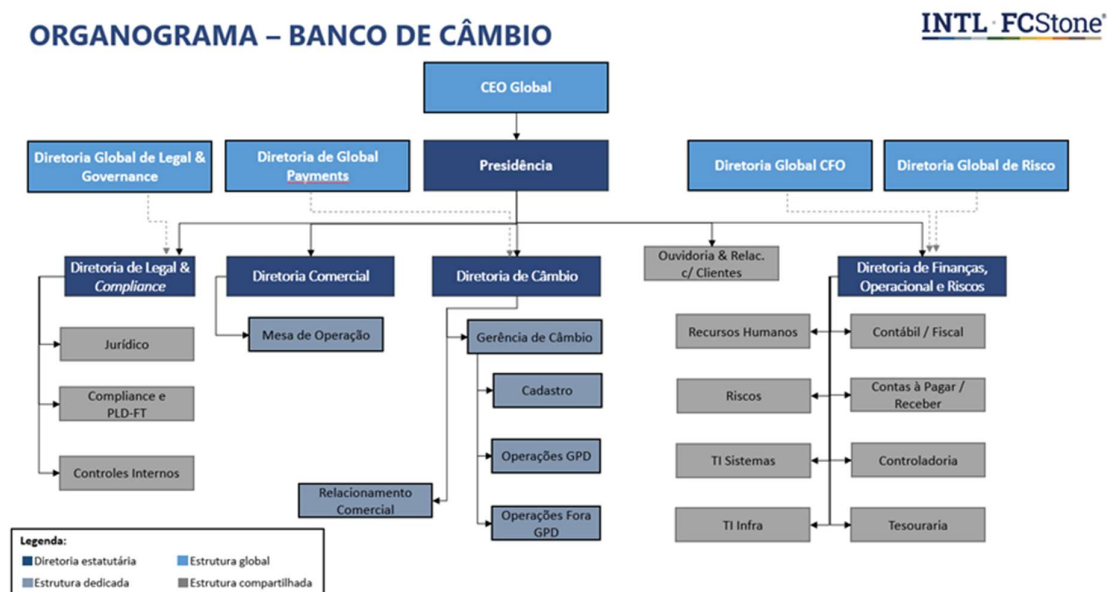 ORGANOGRAMA – BANCO DE CÂMBIO
INTL FCStone®
CEO Global
Diretoria Global de Legal &
Governance
Diretoria de Global
Payments
Presidência
Diretoria Global CFO
Diretoria Global de Risco
Diretoria de Legal &
Compliance
Diretoria Comercial
Diretoria de Câmbio
Ouvidoria & Relac.
c/ Clientes
Diretoria de Finanças,
Operacional e Riscos
Jurídico
Compliance e
PLD-FT
Controles Internos
Mesa de Operação
Gerência de Câmbio
Cadastro
Operações GPD
Operações Fora
GPD
Relacionamento
Comercial
Recursos Humanos
Contábil / Fiscal
Riscos
Contas à Pagar /
Receber
TI Sistemas
Controladoria
TI Infra
Tesouraria
Legenda:
Diretoria estatutária
Estrutura global
Estrutura dedicada
Estrutura compartilhada